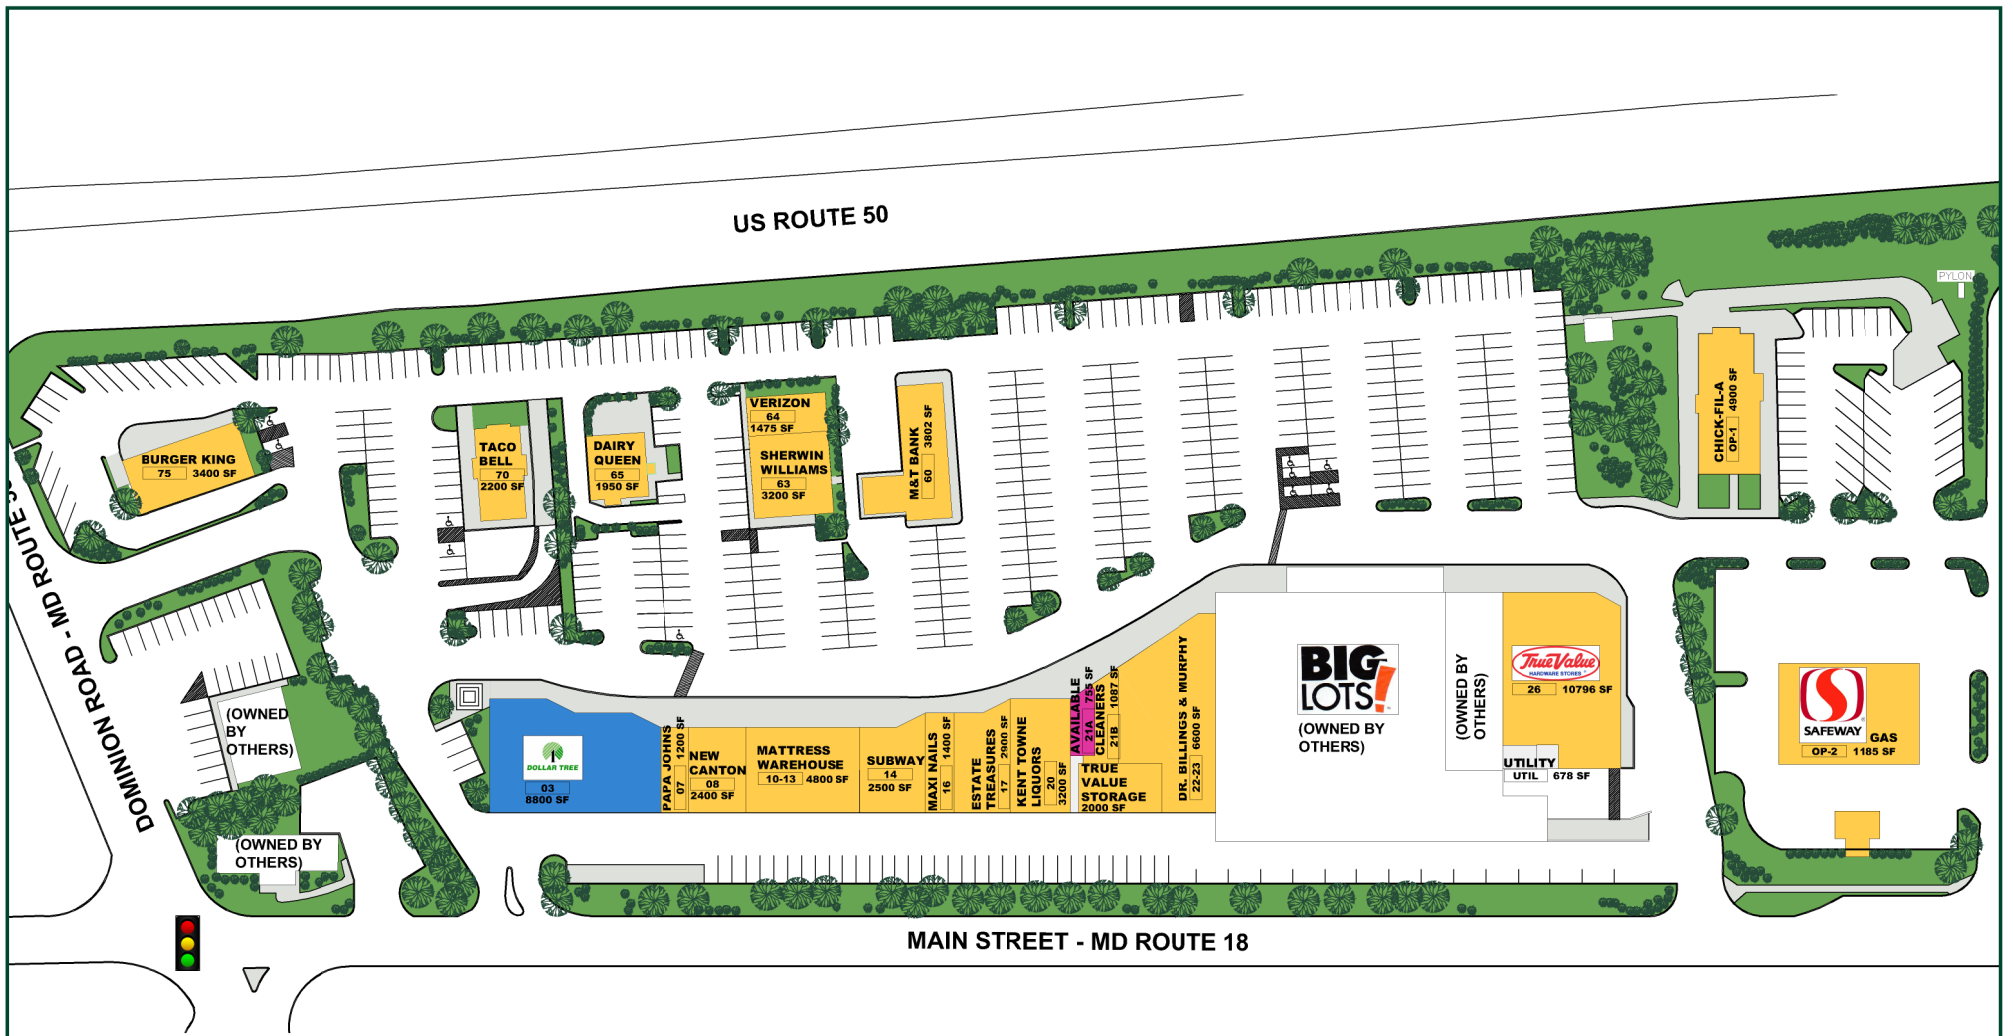 US ROUTE 50
PYLON
DOMINION ROAD - MD ROUTE
BURGER KING
75 3400 SF
TACO
BELL
70
2200 SF
DAIRY
QUEEN
65
1950 SF
VERIZON
64
1475 SF
SHERWIN
WILLIAMS
63
3200 SF
M&T BANK
60 3802 SF
CHICK-FIL-A
OP-1 4900 SF
(OWNED
BY
OTHERS)
(OWNED BY
OTHERS)
DOLLAR TREE
03
8800 SF
PAPA JOHNS
07 1200 SF
NEW
CANTON
08
2400 SF
MATTRESS
WAREHOUSE
10-13 4800 SF
SUBWAY
14
2500 SF
MAXI NAILS
16 1400 SF
ESTATE
TREASURES
17 2900 SF
KENT TOWNE
LIQUORS
20
3200 SF
AVAILABLE
21A 755 SF
CLEANERS
21B 1087 SF
TRUE
VALUE
STORAGE
2000 SF
DR. BILLINGS & MURPHY
22-23 6600 SF
BIG
LOTS!
(OWNED BY
OTHERS)
(OWNED BY
OTHERS)
True Value
HARDWARE STORES
26 10796 SF
UTILITY
UTIL 678 SF
SAFEWAY
GAS
OP-2 1185 SF
MAIN STREET - MD ROUTE 18